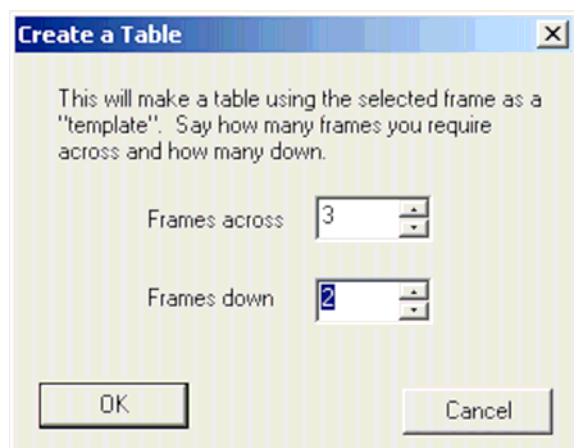 Create a Table
This will make a table using the selected frame as a
"template". Say how many frames you require
across and how many down.
Frames across 3
Frames down 2
OK
Cancel